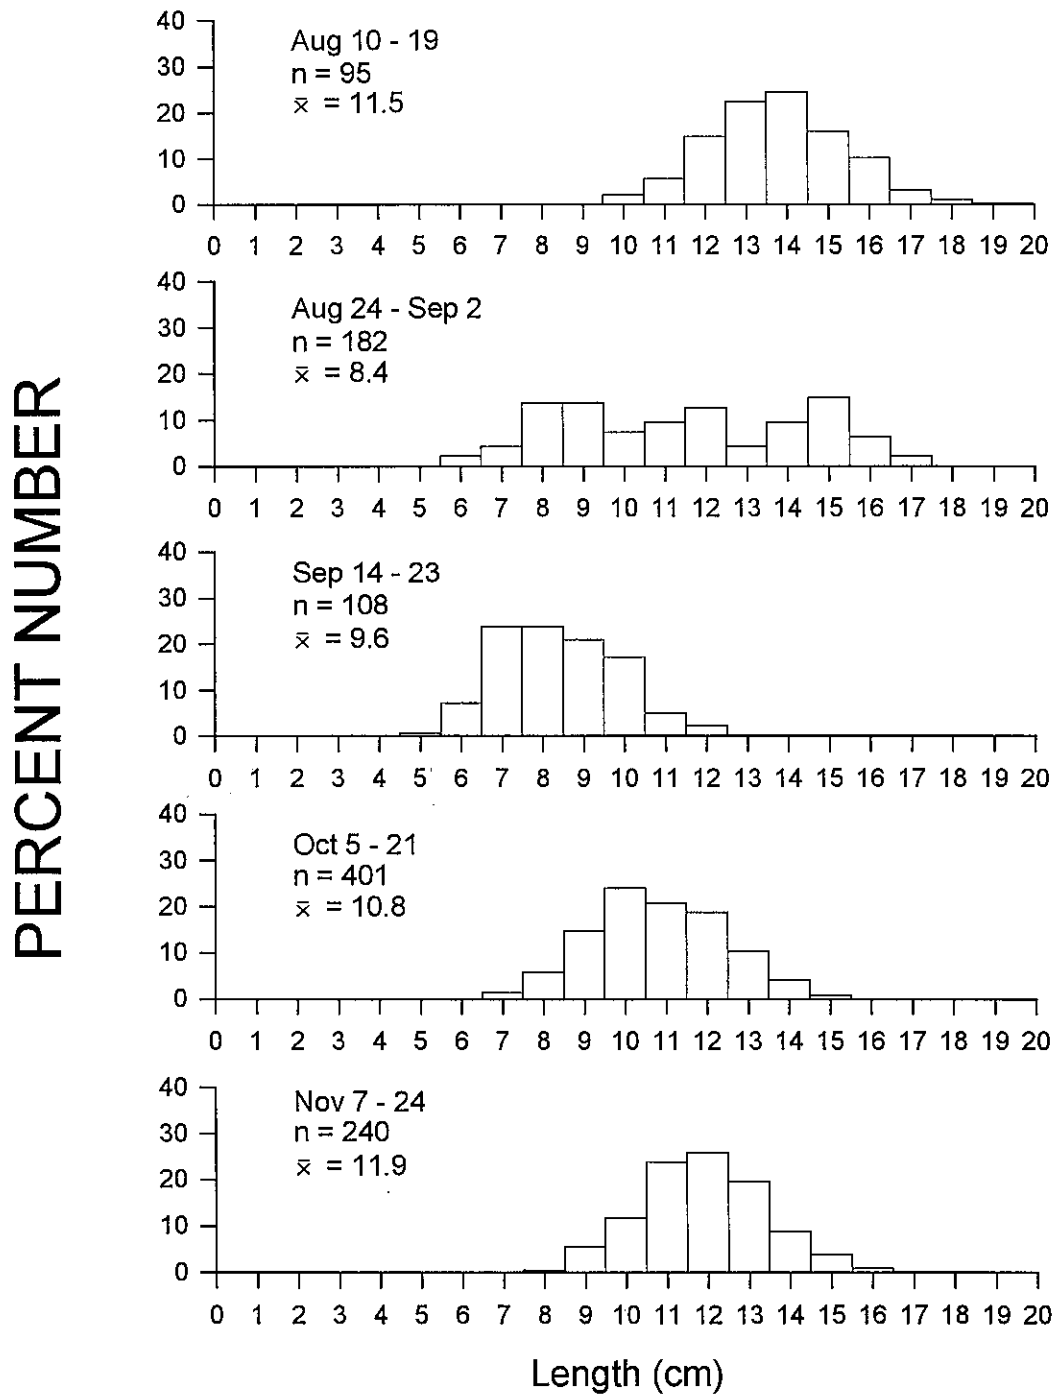 PERCENT NUMBER
40
30
20
10
0
Aug 10 - 19
n = 95
x̄ = 11.5
0 1 2 3 4 5 6 7 8 9 10 11 12 13 14 15 16 17 18 19 20
40
30
20
10
0
Aug 24 - Sep 2
n = 182
x̄ = 8.4
0 1 2 3 4 5 6 7 8 9 10 11 12 13 14 15 16 17 18 19 20
40
30
20
10
0
Sep 14 - 23
n = 108
x̄ = 9.6
0 1 2 3 4 5 6 7 8 9 10 11 12 13 14 15 16 17 18 19 20
40
30
20
10
0
Oct 5 - 21
n = 401
x̄ = 10.8
0 1 2 3 4 5 6 7 8 9 10 11 12 13 14 15 16 17 18 19 20
40
30
20
10
0
Nov 7 - 24
n = 240
x̄ = 11.9
0 1 2 3 4 5 6 7 8 9 10 11 12 13 14 15 16 17 18 19 20
Length (cm)